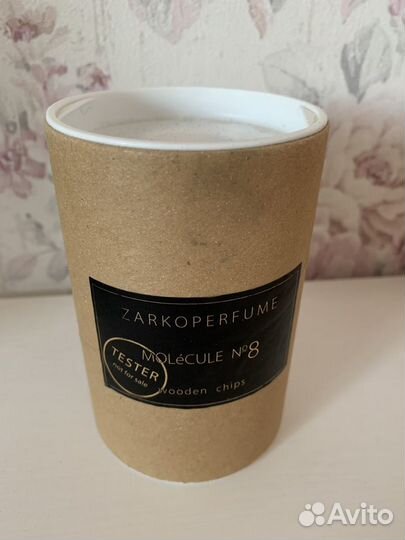 ZARKOPERFUME
MOLéCULE Nº8
TESTER
not for sale
wooden chips
Avito